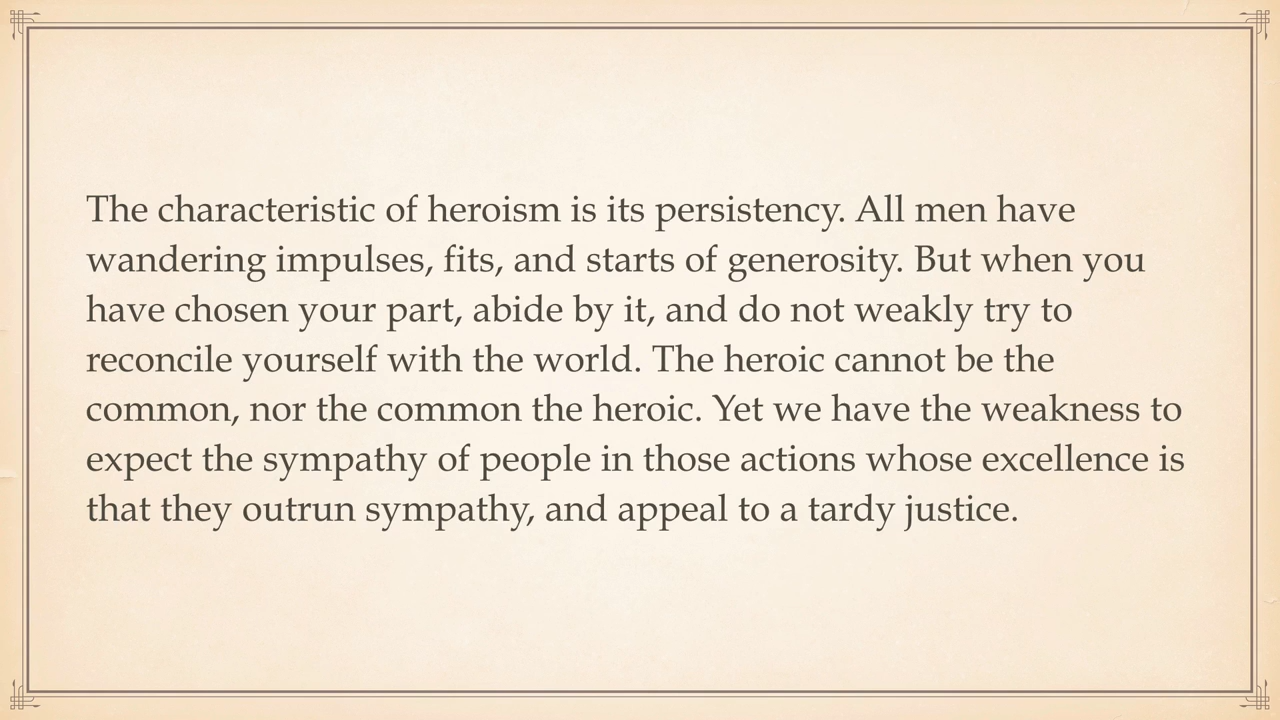 The characteristic of heroism is its persistency. All men have
wandering impulses, fits, and starts of generosity. But when you
have chosen your part, abide by it, and do not weakly try to
reconcile yourself with the world. The heroic cannot be the
common, nor the common the heroic. Yet we have the weakness to
expect the sympathy of people in those actions whose excellence is
that they outrun sympathy, and appeal to a tardy justice.